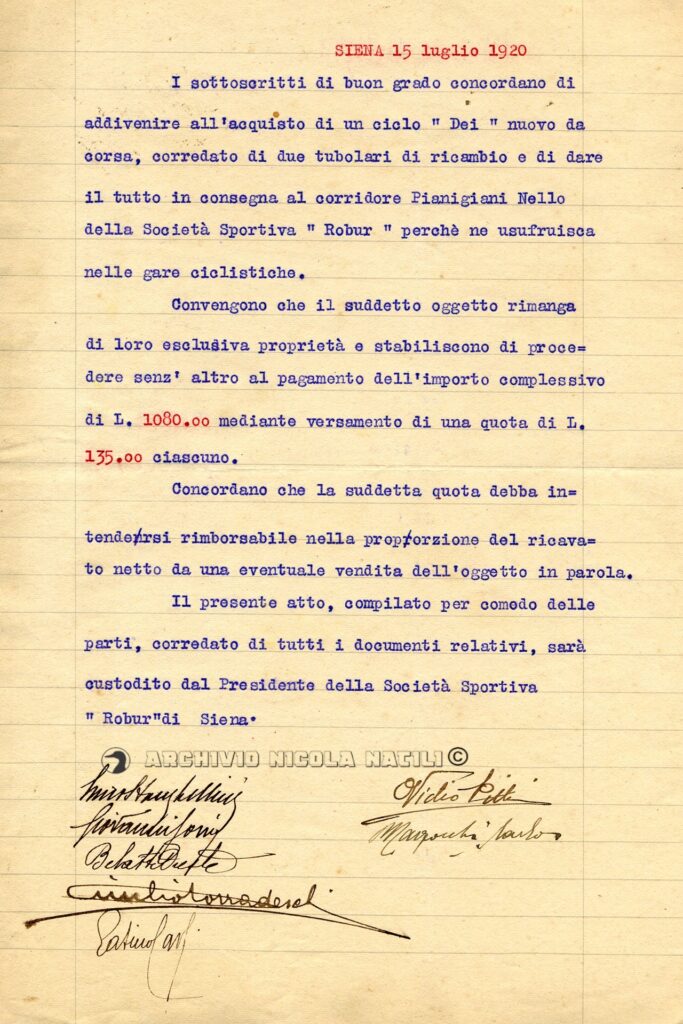 SIENA 15 luglio 1920
I sottoscritti di buon grado concordano di
addivenire all'acquisto di un ciclo " Dei " nuovo da
corsa, corredato di due tubolari di ricambio e di dare
il tutto in consegna al corridore Pianigiani Nello
della Società Sportiva " Robur " perchè ne usufruisca
nelle gare ciclistiche.
Convengono che il suddetto oggetto rimanga
di loro esclusiva proprietà e stabiliscono di proce=
dere senz' altro al pagamento dell'importo complessivo
di L. 1080.oo mediante versamento di una quota di L.
135.oo ciascuno.
Concordano che la suddetta quota debba in=
tendersi rimborsabile nella proporzione del ricava=
to netto da una eventuale vendita dell'oggetto in parola.
Il presente atto, compilato per comodo delle
parti, corredato di tutti i documenti relativi, sarà
custodito dal Presidente della Società Sportiva
" Robur"di Siena.
ARCHIVIO NICOLA NATILI ©
Giovanni
Giulio Corradeschi